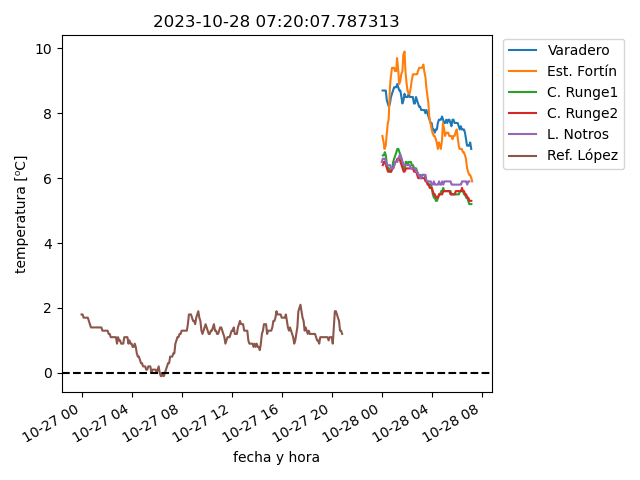 2023-10-28 07:20:07.787313
temperatura [ºC]
10
8
6
4
2
0
10-27 00
10-27 04
10-27 08
10-27 12
10-27 16
10-27 20
10-28 00
10-28 04
10-28 08
fecha y hora
Varadero
Est. Fortín
C. Runge1
C. Runge2
L. Notros
Ref. López